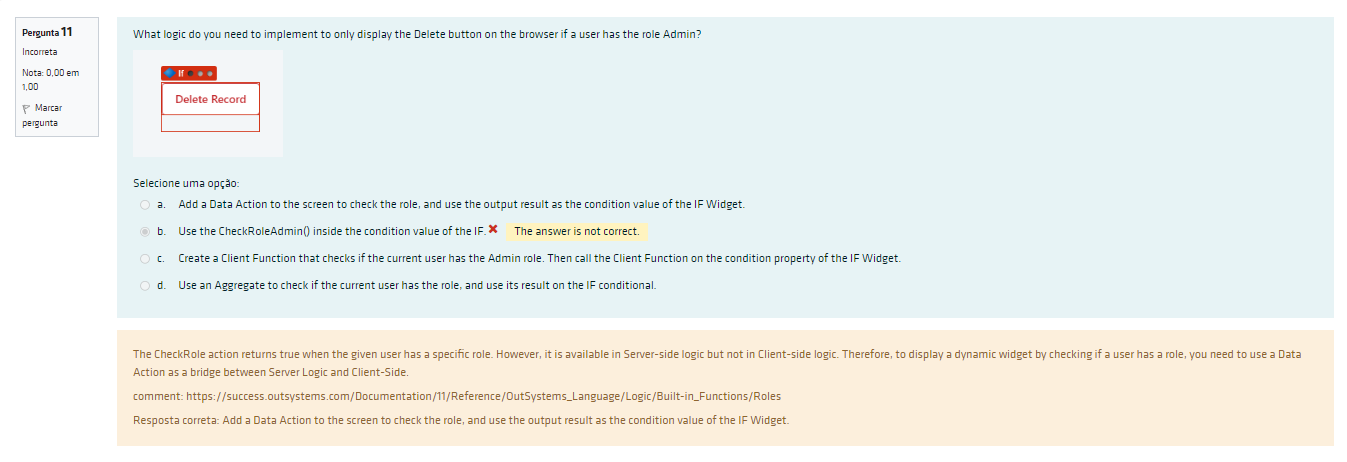 Pergunta 11
Incorreta
Nota: 0,00 em
1,00
Marcar
pergunta
What logic do you need to implement to only display the Delete button on the browser if a user has the role Admin?
If
Delete Record
Selecione uma opção:
a. Add a Data Action to the screen to check the role, and use the output result as the condition value of the IF Widget.
b. Use the CheckRoleAdmin() inside the condition value of the IF. The answer is not correct.
c. Create a Client Function that checks if the current user has the Admin role. Then call the Client Function on the condition property of the IF Widget.
d. Use an Aggregate to check if the current user has the role, and use its result on the IF conditional.
The CheckRole action returns true when the given user has a specific role. However, it is available in Server-side logic but not in Client-side logic. Therefore, to display a dynamic widget by checking if a user has a role, you need to use a Data
Action as a bridge between Server Logic and Client-Side.
comment: https://success.outsystems.com/Documentation/11/Reference/OutSystems_Language/Logic/Built-in_Functions/Roles
Resposta correta: Add a Data Action to the screen to check the role, and use the output result as the condition value of the IF Widget.